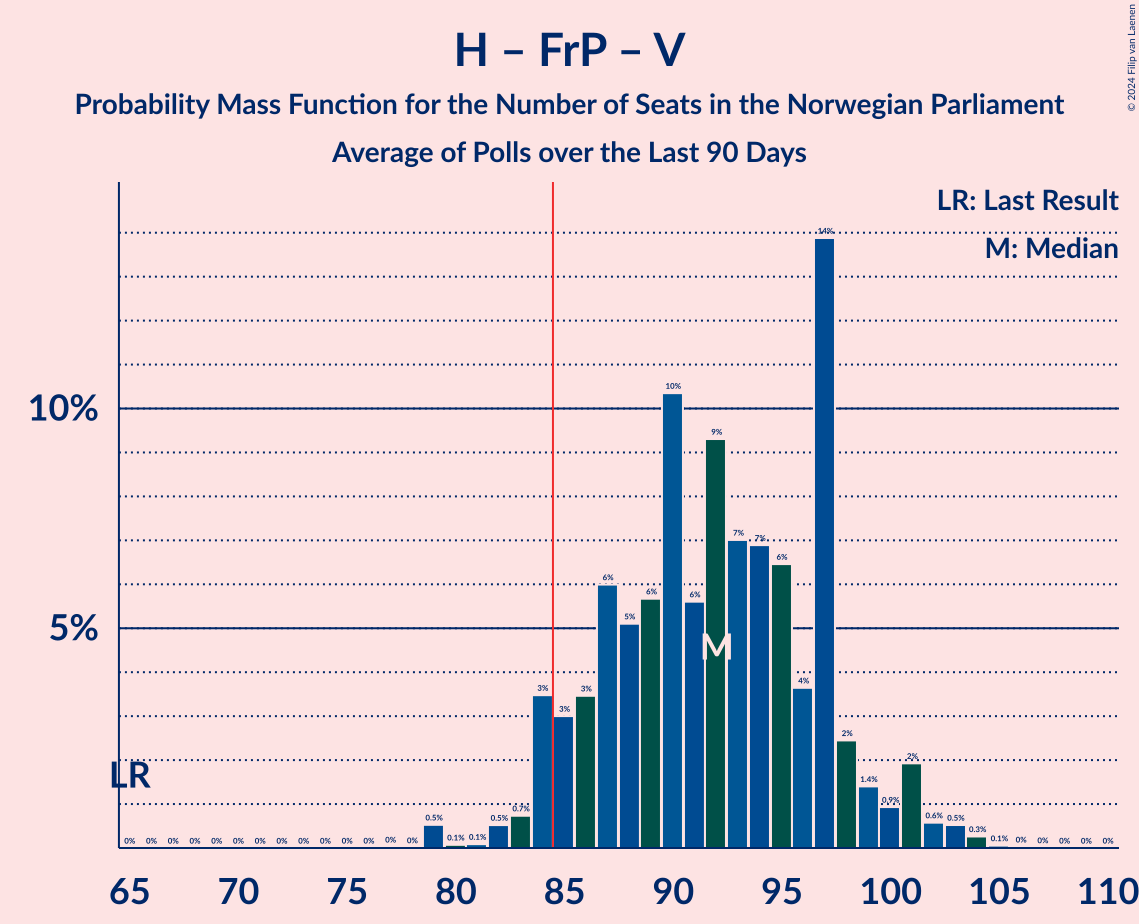 H – FrP – V
Probability Mass Function for the Number of Seats in the Norwegian Parliament
Average of Polls over the Last 90 Days
© 2024 Filip van Laenen
LR: Last Result
M: Median
10%
5%
LR
M
0% 0% 0% 0% 0% 0% 0% 0% 0% 0% 0% 0% 0% 0% 0.5% 0.1% 0.1% 0.5% 0.7% 3% 3% 3% 6% 5% 6% 10% 6% 9% 7% 7% 6% 4% 14% 2% 1.4% 0.9% 2% 0.6% 0.5% 0.3% 0.1% 0% 0% 0% 0% 0%
65 70 75 80 85 90 95 100 105 110